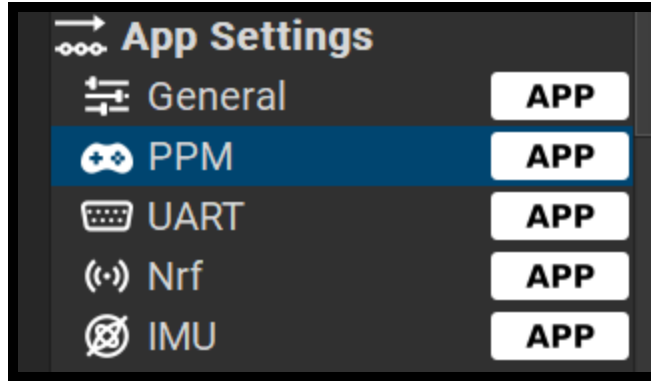 App Settings
General APP
PPM APP
UART APP
Nrf APP
IMU APP